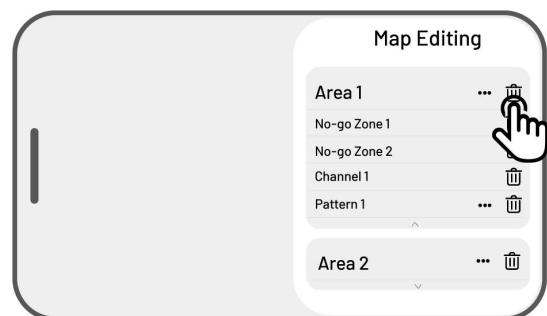 Map Editing
Area 1
No-go Zone 1
No-go Zone 2
Channel 1
Pattern 1
Area 2